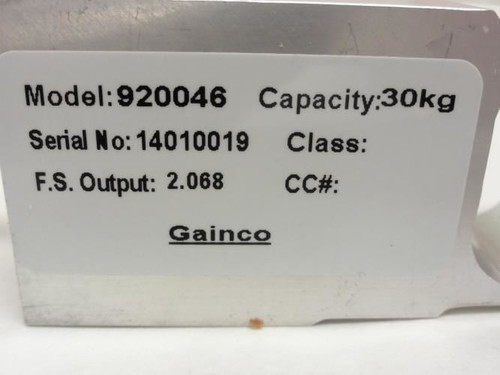 Model: 920046 Capacity: 30kg
Serial No: 14010019 Class:
F.S. Output: 2.068 CC#:
Gainco